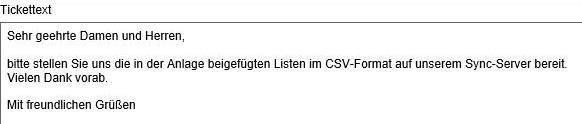 Tickettext
Sehr geehrte Damen und Herren,
bitte stellen Sie uns die in der Anlage beigefügten Listen im CSV-Format auf unserem Sync-Server bereit.
Vielen Dank vorab.
Mit freundlichen Grüßen